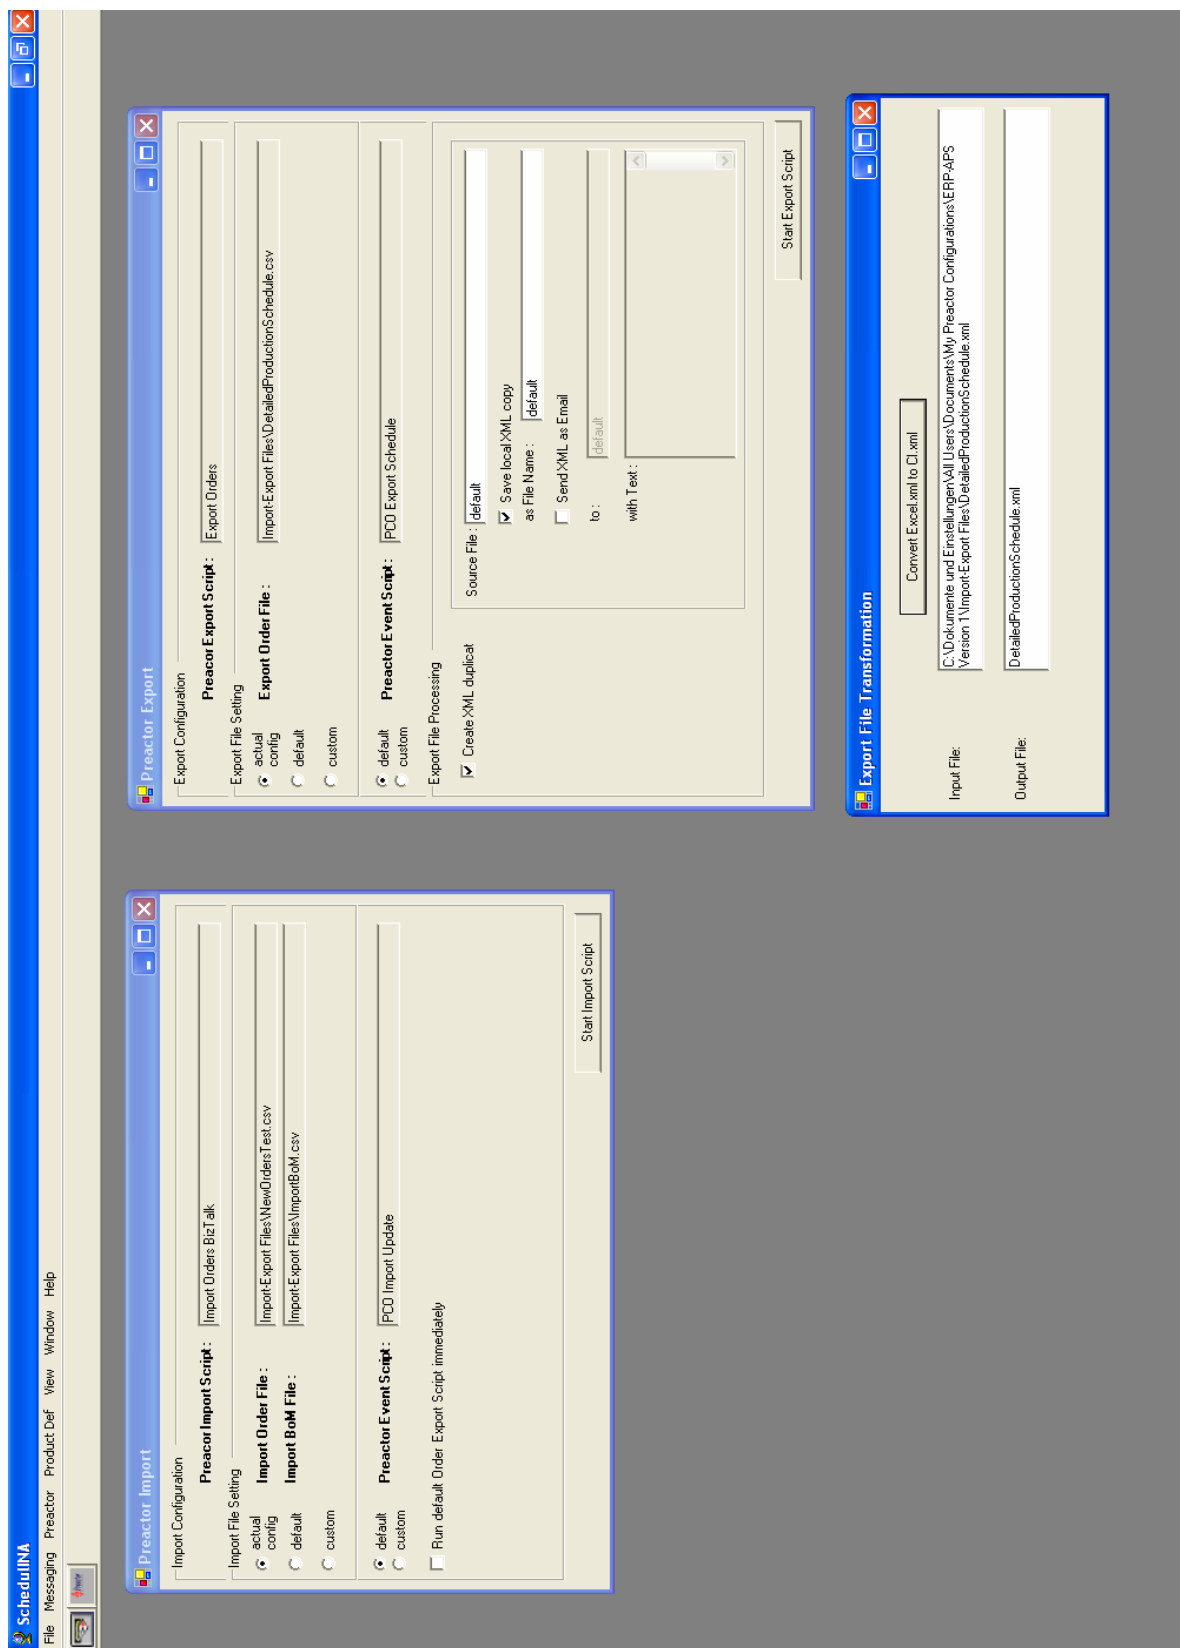 SchedulINA
File Messaging Preactor Product Def View Window Help
Preactor Import
Import Configuration
Preacor Import Script :
Import Orders BizTalk
Import File Setting
actual
config
Import Order File :
Import-Export Files\NewOrdersTest.csv
default
Import BoM File :
Import-Export Files\ImportBoM.csv
custom
default
Preactor Event Script :
PCO Import Update
custom
Run default Order Export Script immediately
Start Import Script
Preactor Export
Export Configuration
Preacor Export Script :
Export Orders
Export File Setting
actual
config
Export Order File :
Import-Export Files\DetailedProductionSchedule.csv
default
custom
default
Preactor Event Script :
PCO Export Schedule
custom
Export File Processing
Create XML duplicat
Source File : default
Save local XML copy
as File Name : default
Send XML as Email
to : default
with Text :
Start Export Script
Export File Transformation
Convert Excel.xml to CI.xml
Input File:
C:\Dokumente und Einstellungen\All Users\Documents\My Preactor Configurations\ERP-APS
Version 1\Import-Export Files\DetailedProductionSchedule.xml
Output File:
DetailedProductionSchedule.xml